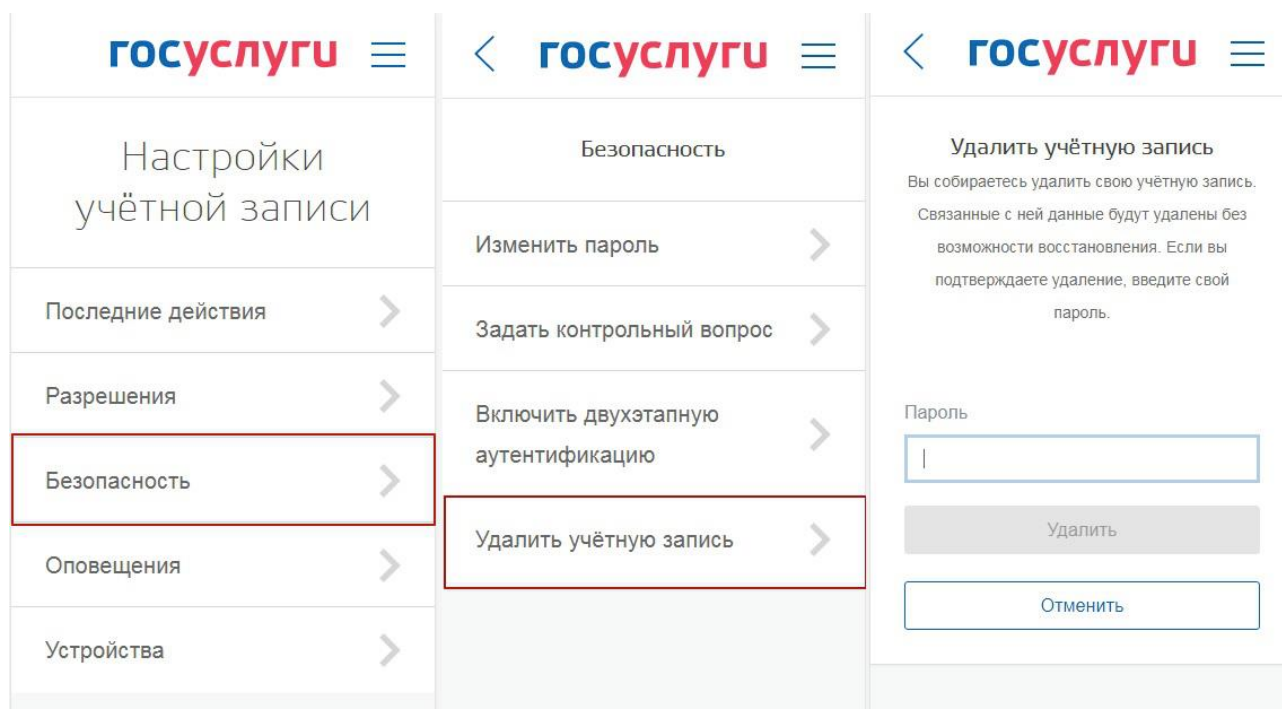 госуслуги
Настройки
учётной записи
Последние действия
Разрешения
Безопасность
Оповещения
Устройства
госуслуги
Безопасность
Изменить пароль
Задать контрольный вопрос
Включить двухэтапную
аутентификацию
Удалить учётную запись
госуслуги
Удалить учётную запись
Вы собираетесь удалить свою учётную запись.
Связанные с ней данные будут удалены без
возможности восстановления. Если вы
подтверждаете удаление, введите свой
пароль.
Пароль
Удалить
Отменить